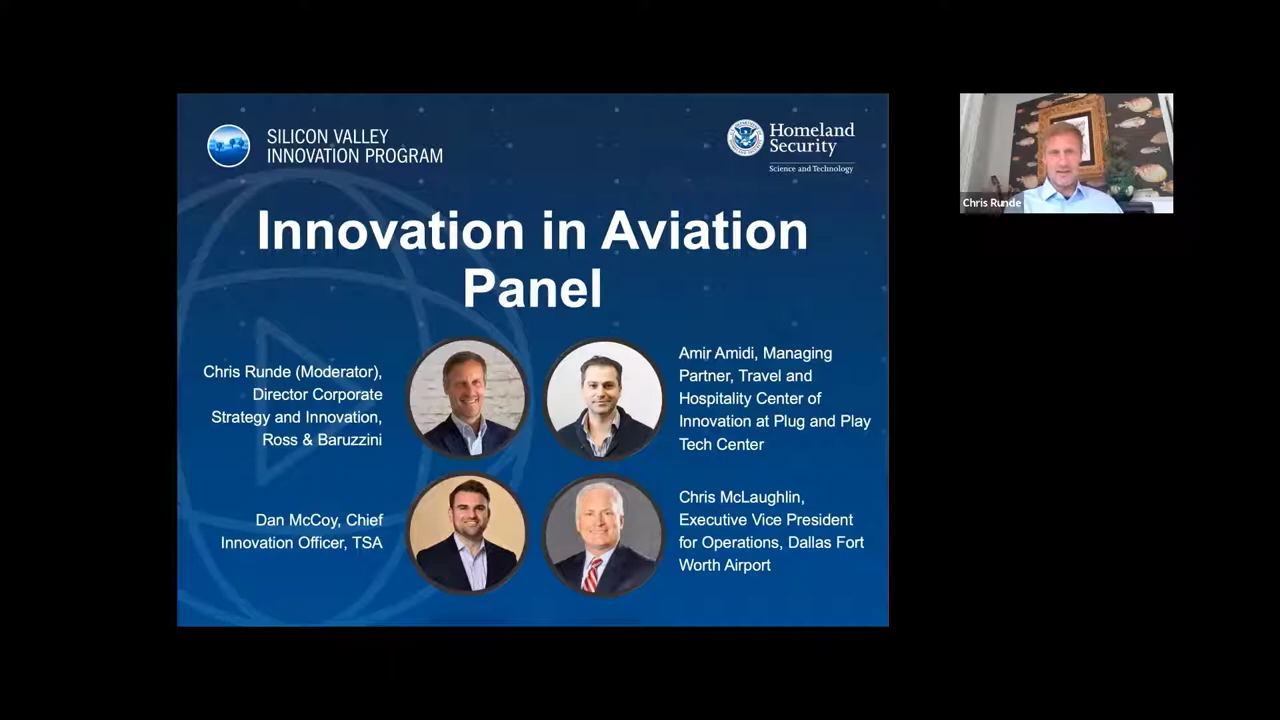 SILICON VALLEY
INNOVATION PROGRAM
Homeland
Security
Science and Technology
Innovation in Aviation
Panel
Chris Runde (Moderator),
Director Corporate
Strategy and Innovation,
Ross & Baruzzini
Amir Amidi, Managing
Partner, Travel and
Hospitality Center of
Innovation at Plug and Play
Tech Center
Dan McCoy, Chief
Innovation Officer, TSA
Chris McLaughlin,
Executive Vice President
for Operations, Dallas Fort
Worth Airport
Chris Runde